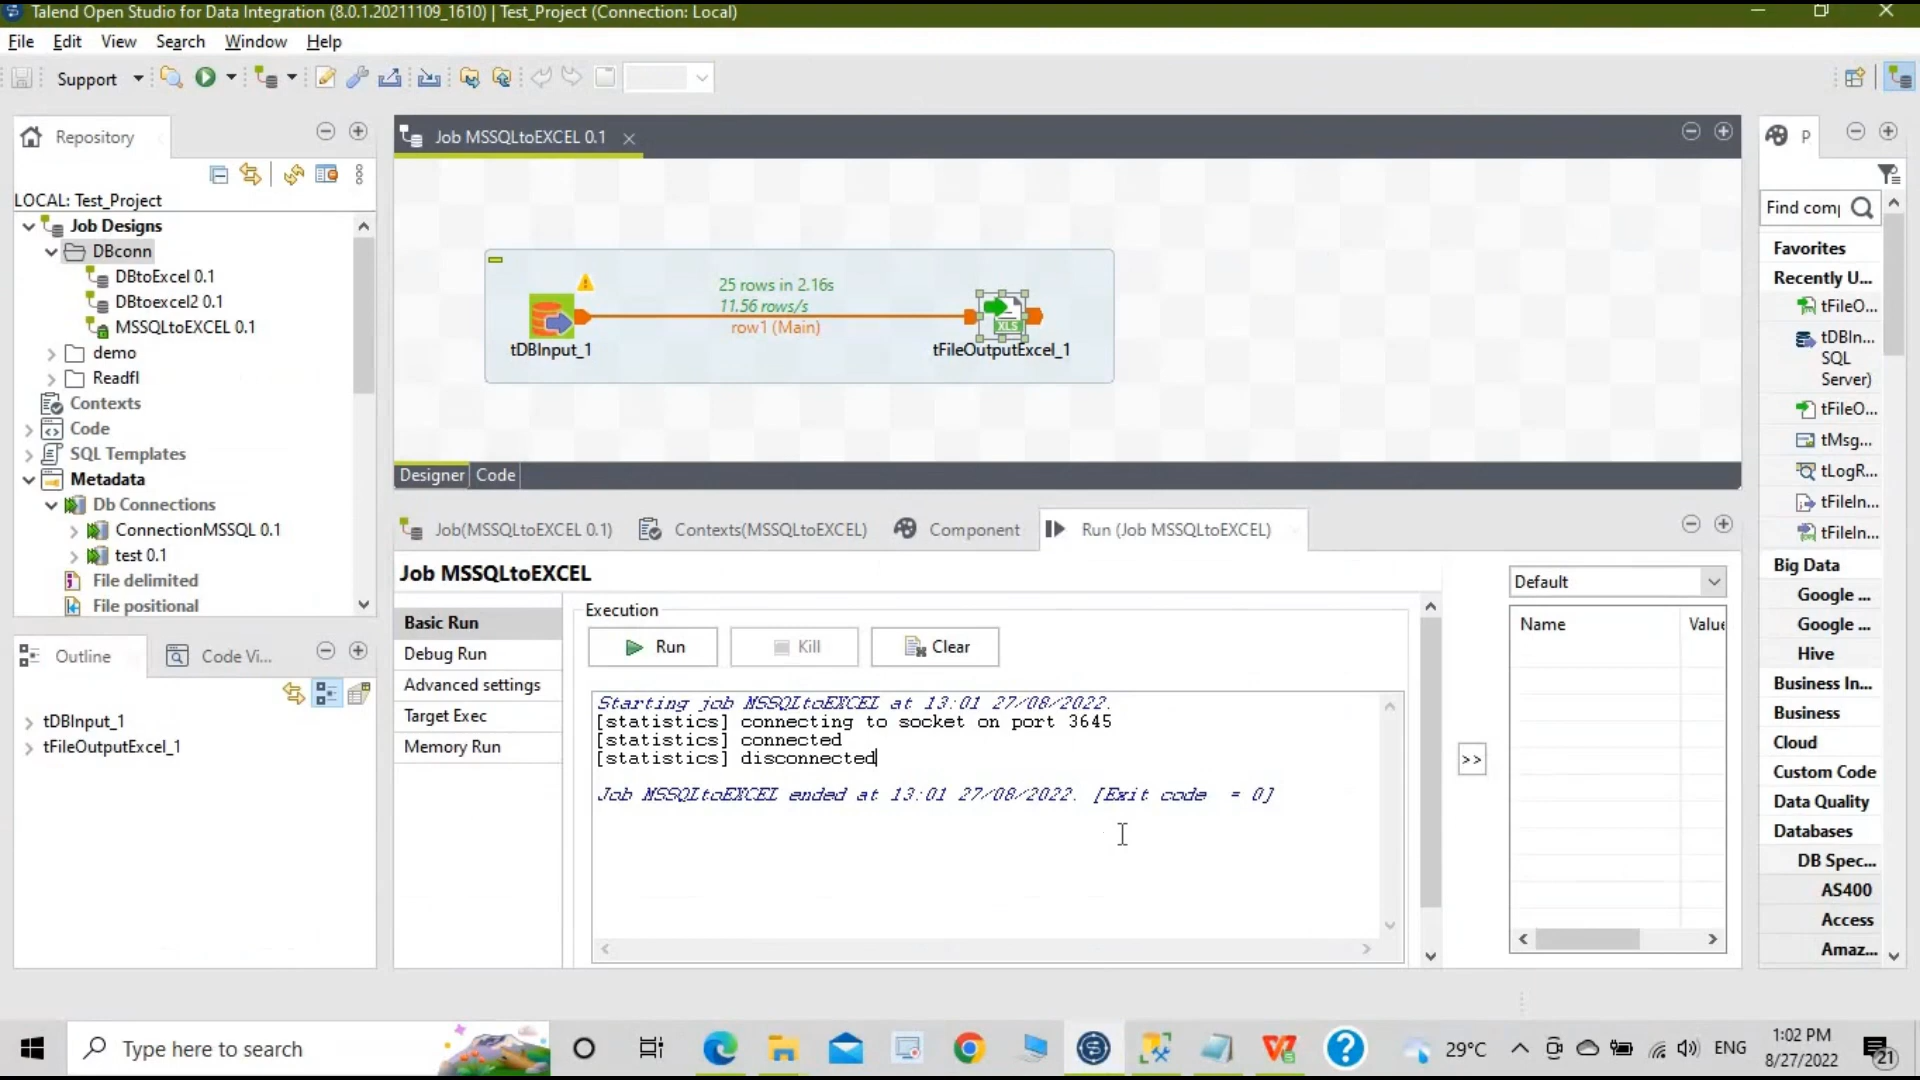 Talend Open Studio for Data Integration (8.0.1.20211109_1610) | Test_Project (Connection: Local)
File Edit View Search Window Help
Support
Repository
LOCAL: Test_Project
Job Designs
DBconn
DBtoExcel 0.1
DBtoexcel2 0.1
MSSQLtoEXCEL 0.1
demo
Readfl
Contexts
Code
SQL Templates
Metadata
Db Connections
ConnectionMSSQL 0.1
test 0.1
File delimited
File positional
Outline
Code Vi...
tDBInput_1
tFileOutputExcel_1
Job MSSQLtoEXCEL 0.1
25 rows in 2.16s
11.56 rows/s
row1 (Main)
XLS
tDBInput_1
tFileOutputExcel_1
Designer Code
Job(MSSQLtoEXCEL 0.1)
Contexts(MSSQLtoEXCEL)
Component
Run (Job MSSQLtoEXCEL)
Job MSSQLtoEXCEL
Basic Run
Debug Run
Advanced settings
Target Exec
Memory Run
Execution
Run
Kill
Clear
Starting job MSSQLtoEXCEL at 13:01 27/08/2022.
[statistics] connecting to socket on port 3645
[statistics] connected
[statistics] disconnected
Job MSSQLtoEXCEL ended at 13:01 27/08/2022. [Exit code = 0]
>>
Default
Name Value
P
Find comp
Favorites
Recently U...
tFileO...
tDBIn...
SQL
Server)
tFileO...
tMsg...
tLogR...
tFileIn...
tFileIn...
Big Data
Google ...
Google ...
Hive
Business In...
Business
Cloud
Custom Code
Data Quality
Databases
DB Spec...
AS400
Access
Amaz...
Type here to search
29°C
ENG
1:02 PM
8/27/2022
21